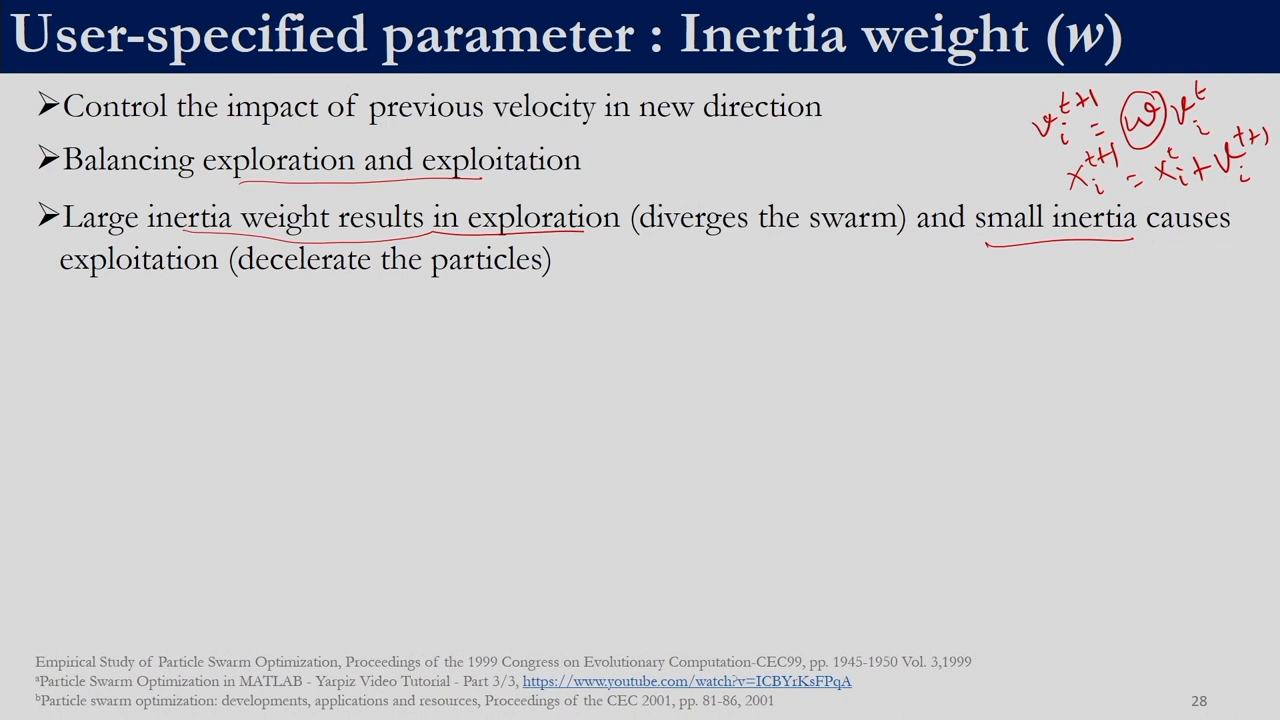 User-specified parameter : Inertia weight (w)
➢Control the impact of previous velocity in new direction
v_i^{t+1} = w v_i^t
➢Balancing exploration and exploitation
x_i^{t+1} = x_i^t + v_i^{t+1}
➢Large inertia weight results in exploration (diverges the swarm) and small inertia causes
exploitation (decelerate the particles)
Empirical Study of Particle Swarm Optimization, Proceedings of the 1999 Congress on Evolutionary Computation-CEC99, pp. 1945-1950 Vol. 3,1999
ᵃParticle Swarm Optimization in MATLAB - Yarpiz Video Tutorial - Part 3/3, https://www.youtube.com/watch?v=ICBYrKsFPqA
ᵇParticle swarm optimization: developments, applications and resources, Proceedings of the CEC 2001, pp. 81-86, 2001
28